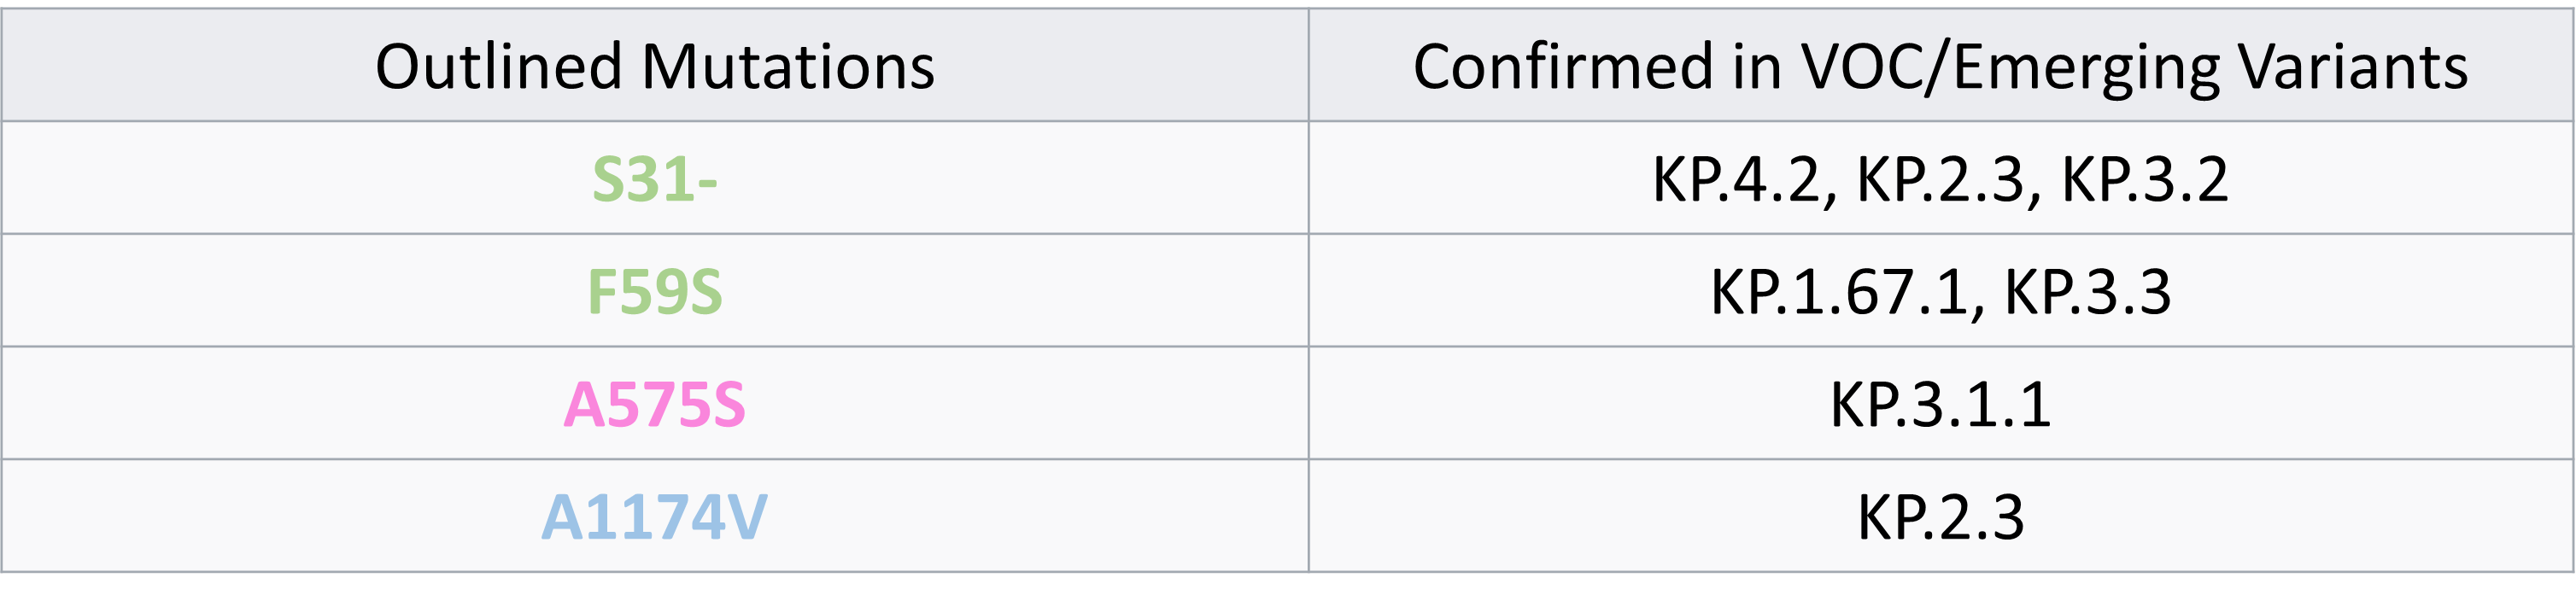 Outlined Mutations Confirmed in VOC/Emerging Variants
S31- KP.4.2, KP.2.3, KP.3.2
F59S KP.1.67.1, KP.3.3
A575S KP.3.1.1
A1174V KP.2.3